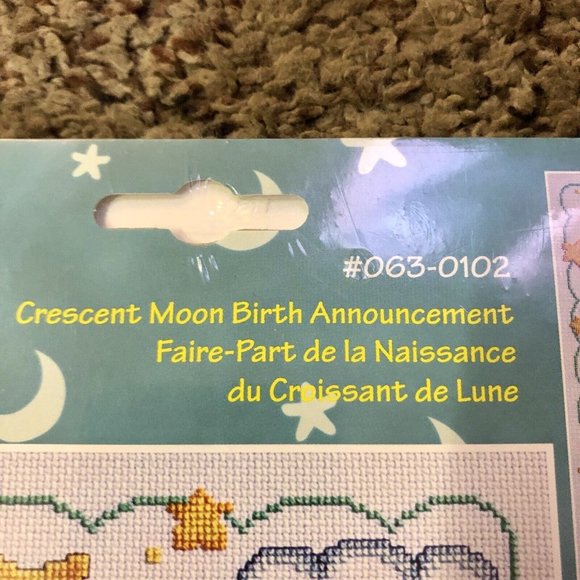 #063-0102
Crescent Moon Birth Announcement
Faire-Part de la Naissance
du Croissant de Lune